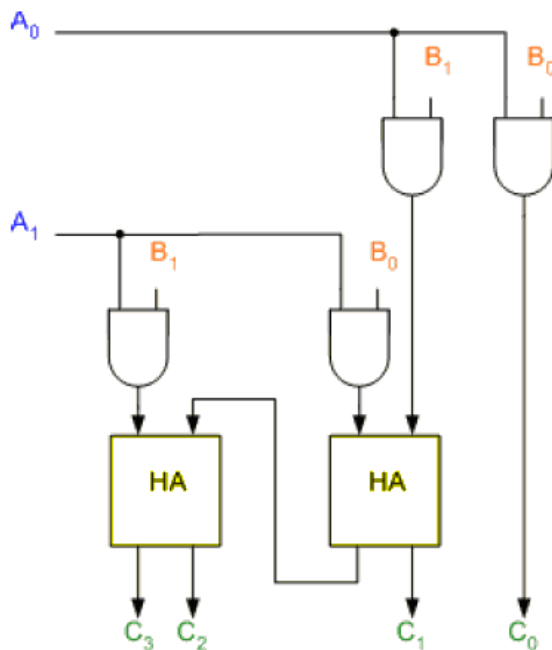 A₀
B₁ B₀
A₁
B₁ B₀
HA HA
C₃ C₂ C₁ C₀